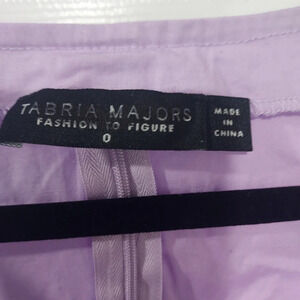 TABRIA MAJORS
FASHION TO FIGURE
0
MADE
IN
CHINA